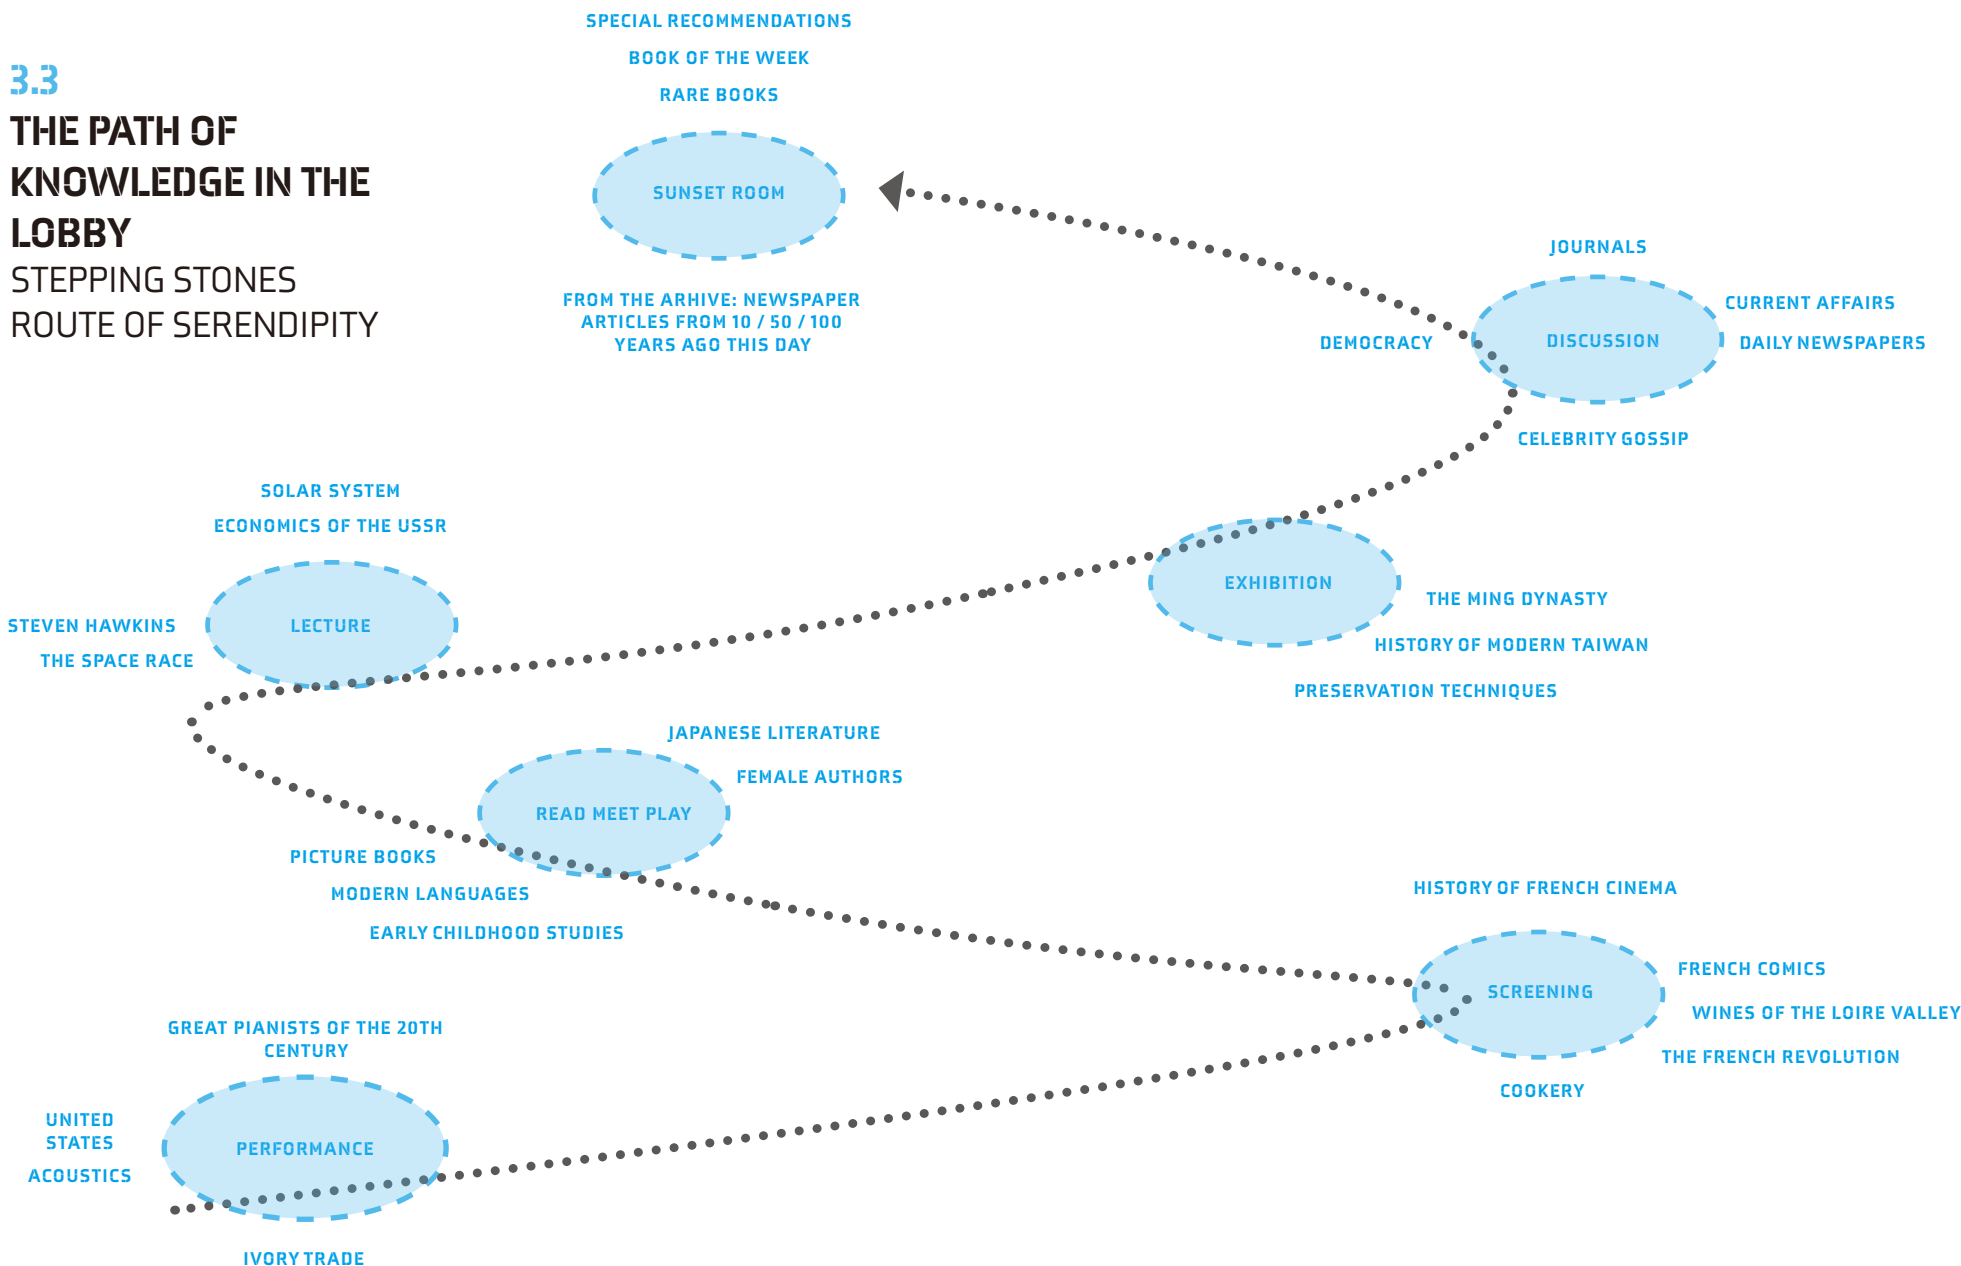 3.3
THE PATH OF
KNOWLEDGE IN THE
LOBBY
STEPPING STONES
ROUTE OF SERENDIPITY
SPECIAL RECOMMENDATIONS
BOOK OF THE WEEK
RARE BOOKS
SUNSET ROOM
FROM THE ARHIVE: NEWSPAPER
ARTICLES FROM 10 / 50 / 100
YEARS AGO THIS DAY
JOURNALS
CURRENT AFFAIRS
DEMOCRACY
DISCUSSION
DAILY NEWSPAPERS
CELEBRITY GOSSIP
SOLAR SYSTEM
ECONOMICS OF THE USSR
STEVEN HAWKINS
LECTURE
THE SPACE RACE
EXHIBITION
THE MING DYNASTY
HISTORY OF MODERN TAIWAN
PRESERVATION TECHNIQUES
JAPANESE LITERATURE
FEMALE AUTHORS
READ MEET PLAY
PICTURE BOOKS
MODERN LANGUAGES
EARLY CHILDHOOD STUDIES
HISTORY OF FRENCH CINEMA
FRENCH COMICS
SCREENING
WINES OF THE LOIRE VALLEY
THE FRENCH REVOLUTION
COOKERY
GREAT PIANISTS OF THE 20TH
CENTURY
UNITED
STATES
PERFORMANCE
ACOUSTICS
IVORY TRADE